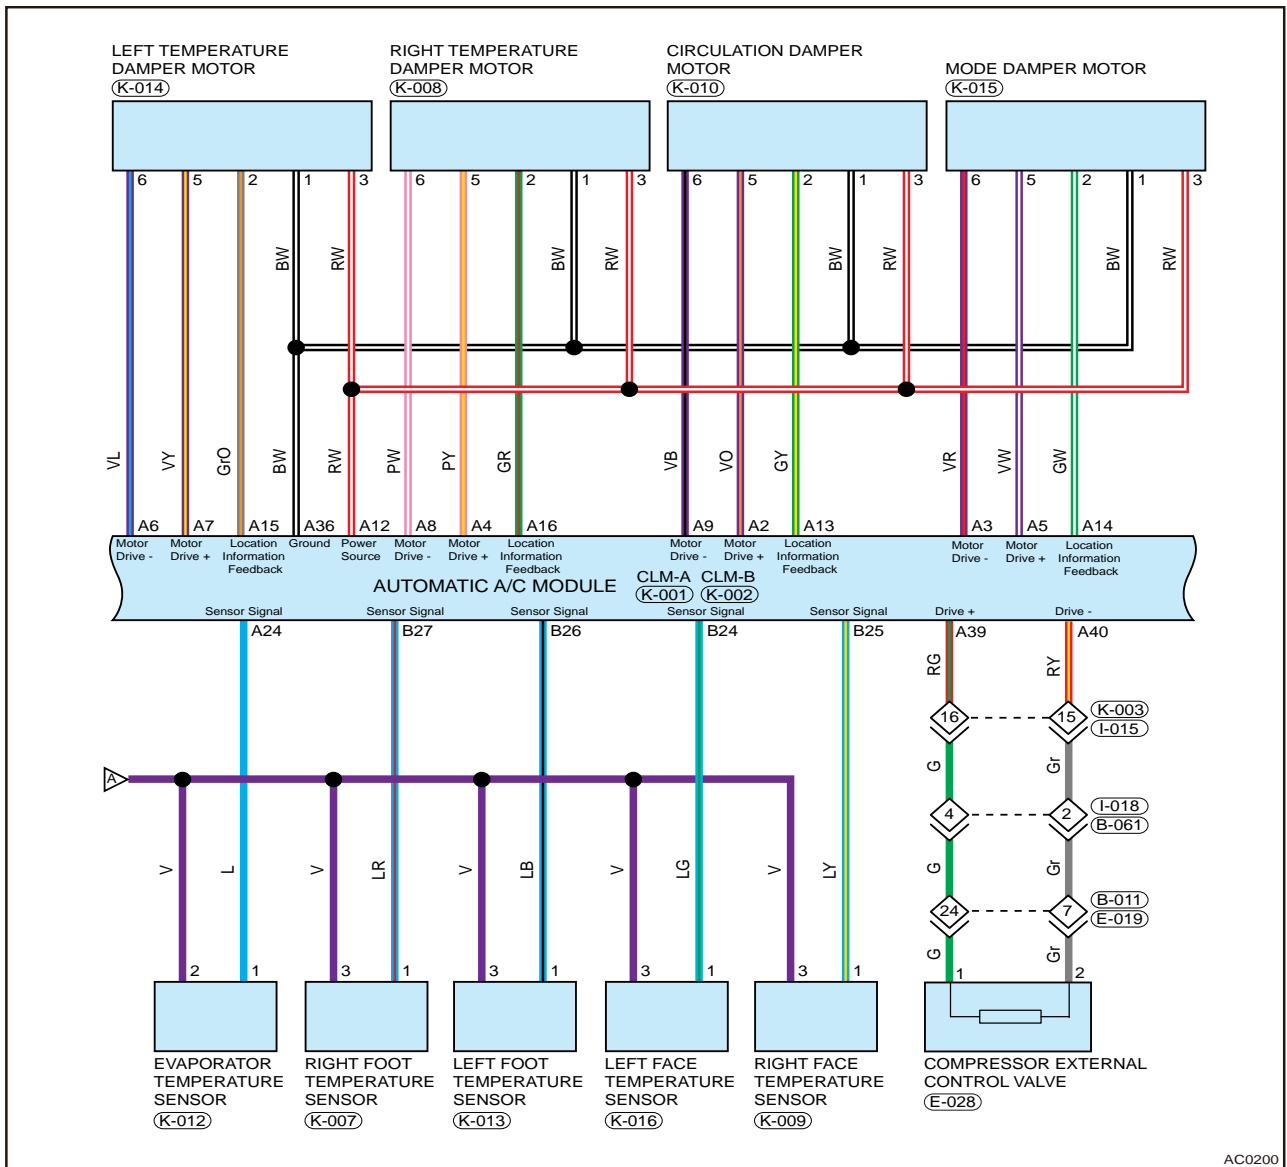 LEFT TEMPERATURE
DAMPER MOTOR
K-014
RIGHT TEMPERATURE
DAMPER MOTOR
K-008
CIRCULATION DAMPER
MOTOR
K-010
MODE DAMPER MOTOR
K-015
6 5 2 1 3
6 5 2 1 3
6 5 2 1 3
6 5 2 1 3
BW RW BW RW BW RW BW RW
VL VY GrO BW RW PW PY GR VB VO GY VR VW GW
A6 A7 A15 A36 A12 A8 A4 A16 A9 A2 A13 A3 A5 A14
Motor
Drive -
Motor
Drive +
Location
Information
Feedback
Ground
Power
Source
Motor
Drive -
Motor
Drive +
Location
Information
Feedback
Motor
Drive -
Motor
Drive +
Location
Information
Feedback
Motor
Drive -
Motor
Drive +
Location
Information
Feedback
AUTOMATIC A/C MODULE
CLM-A
K-001
CLM-B
K-002
Sensor Signal
Sensor Signal
Sensor Signal
Sensor Signal
Sensor Signal
Drive +
Drive -
A24 B27 B26 B24 B25 A39 A40
RG RY
16 15
K-003
I-015
G Gr
A
4 2
I-018
B-061
V L V LR V LB V LG V LY G Gr
24 7
B-011
E-019
G Gr
2 1 3 1 3 1 3 1 3 1 1 2
EVAPORATOR
TEMPERATURE
SENSOR
K-012
RIGHT FOOT
TEMPERATURE
SENSOR
K-007
LEFT FOOT
TEMPERATURE
SENSOR
K-013
LEFT FACE
TEMPERATURE
SENSOR
K-016
RIGHT FACE
TEMPERATURE
SENSOR
K-009
COMPRESSOR EXTERNAL
CONTROL VALVE
E-028
AC0200